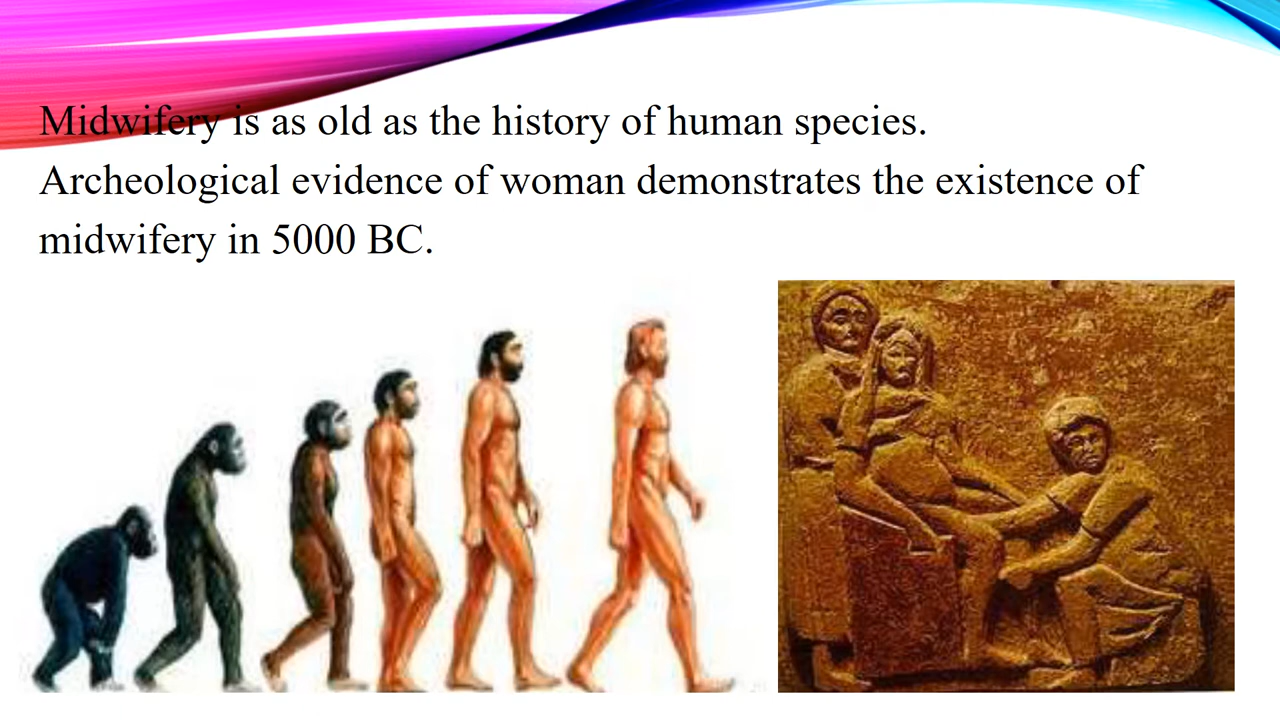 Midwifery is as old as the history of human species.
Archeological evidence of woman demonstrates the existence of
midwifery in 5000 BC.